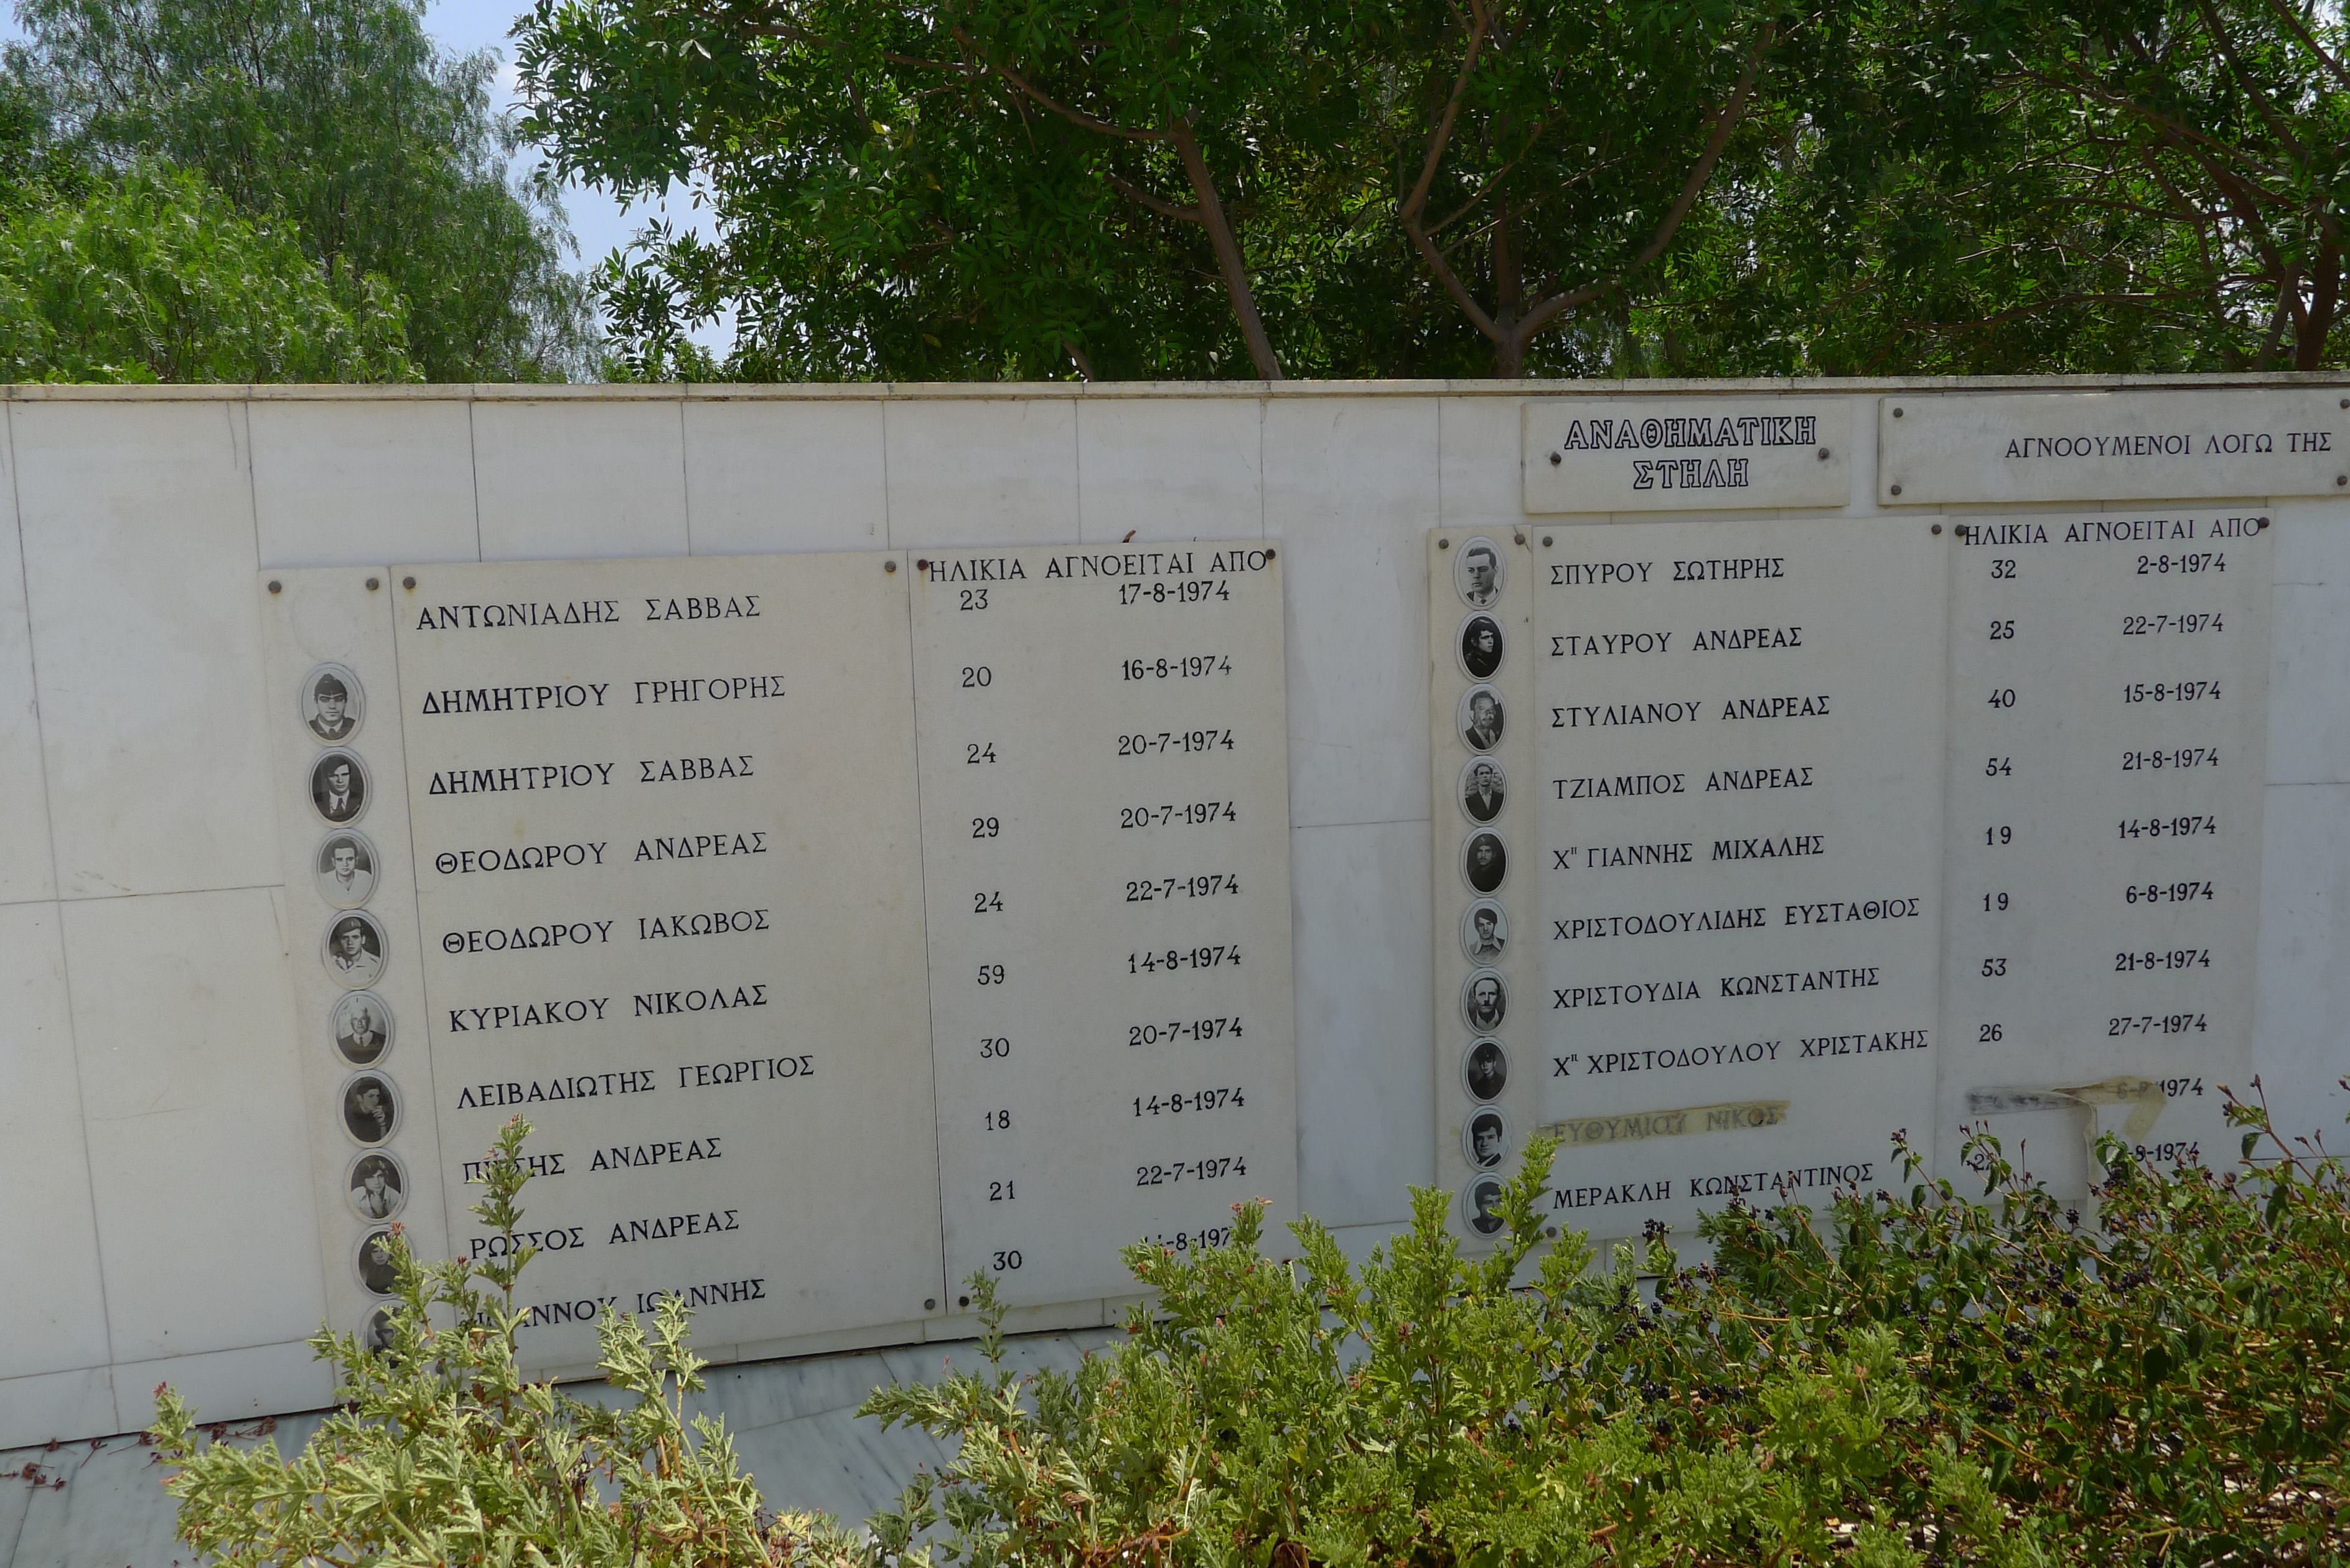 ΑΝΑΘΗΜΑΤΙΚΗ
ΣΤΗΛΗ
ΑΓΝΟΟΥΜΕΝΟΙ ΛΟΓΩ ΤΗΣ
ΗΛΙΚΙΑ ΑΓΝΟΕΙΤΑΙ ΑΠΟ
ΑΝΤΩΝΙΑΔΗΣ ΣΑΒΒΑΣ 23 17-8-1974
ΔΗΜΗΤΡΙΟΥ ΓΡΗΓΟΡΗΣ 20 16-8-1974
ΔΗΜΗΤΡΙΟΥ ΣΑΒΒΑΣ 24 20-7-1974
ΘΕΟΔΩΡΟΥ ΑΝΔΡΕΑΣ 29 20-7-1974
ΘΕΟΔΩΡΟΥ ΙΑΚΩΒΟΣ 24 22-7-1974
ΚΥΡΙΑΚΟΥ ΝΙΚΟΛΑΣ 59 14-8-1974
ΛΕΙΒΑΔΙΩΤΗΣ ΓΕΩΡΓΙΟΣ 30 20-7-1974
ΑΝΔΡΕΑΣ 18 14-8-1974
ΡΩΣΣΟΣ ΑΝΔΡΕΑΣ 21 22-7-1974
ΙΩΑΝΝΗΣ 30
ΗΛΙΚΙΑ ΑΓΝΟΕΙΤΑΙ ΑΠΟ
ΣΠΥΡΟΥ ΣΩΤΗΡΗΣ 32 2-8-1974
ΣΤΑΥΡΟΥ ΑΝΔΡΕΑΣ 25 22-7-1974
ΣΤΥΛΙΑΝΟΥ ΑΝΔΡΕΑΣ 40 15-8-1974
ΤΖΙΑΜΠΟΣ ΑΝΔΡΕΑΣ 54 21-8-1974
Χ" ΓΙΑΝΝΗΣ ΜΙΧΑΛΗΣ 19 14-8-1974
ΧΡΙΣΤΟΔΟΥΛΙΔΗΣ ΕΥΣΤΑΘΙΟΣ 19 6-8-1974
ΧΡΙΣΤΟΥΔΙΑ ΚΩΝΣΤΑΝΤΗΣ 53 21-8-1974
Χ" ΧΡΙΣΤΟΔΟΥΛΟΥ ΧΡΙΣΤΑΚΗΣ 26 27-7-1974
ΕΥΘΥΜΙΟΥ ΝΙΚΟΣ
ΜΕΡΑΚΛΗ ΚΩΝΣΤΑΝΤΙΝΟΣ